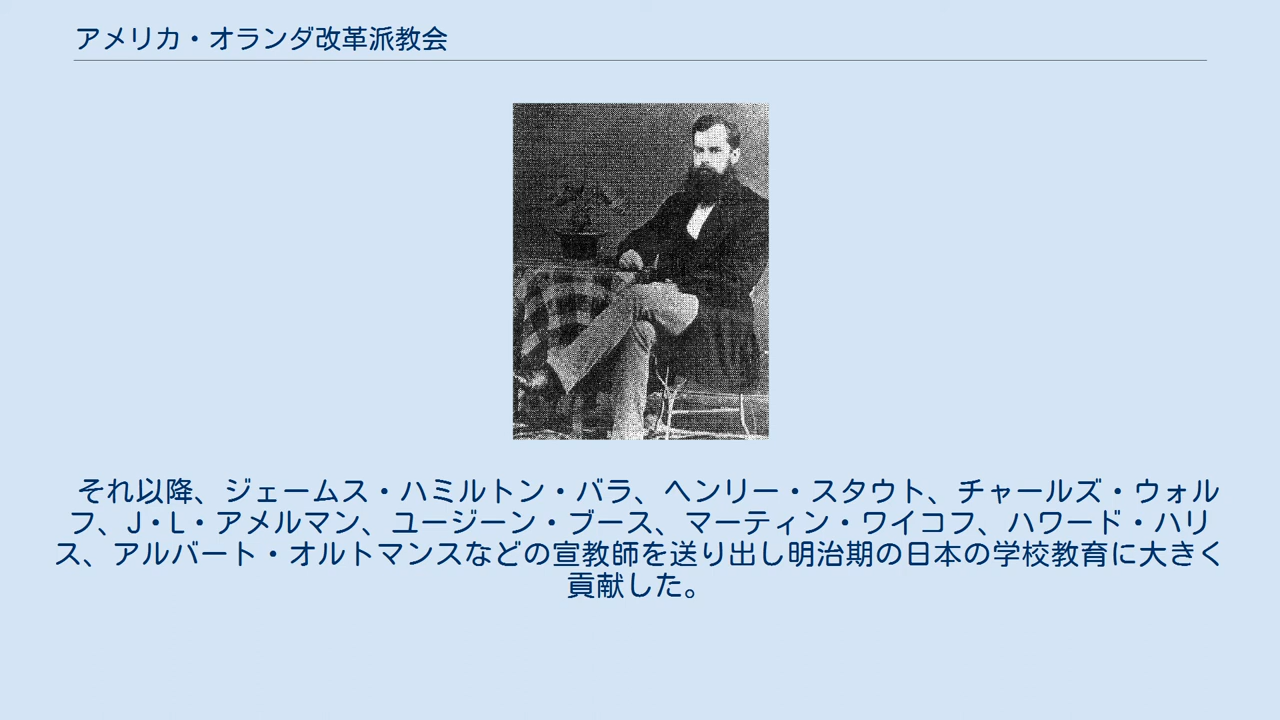 アメリカ・オランダ改革派教会
それ以降、ジェームス・ハミルトン・バラ、ヘンリー・スタウト、チャールズ・ウォル
フ、J・L・アメルマン、ユージーン・ブース、マーティン・ワイコフ、ハワード・ハリ
ス、アルバート・オルトマンスなどの宣教師を送り出し明治期の日本の学校教育に大きく
貢献した。